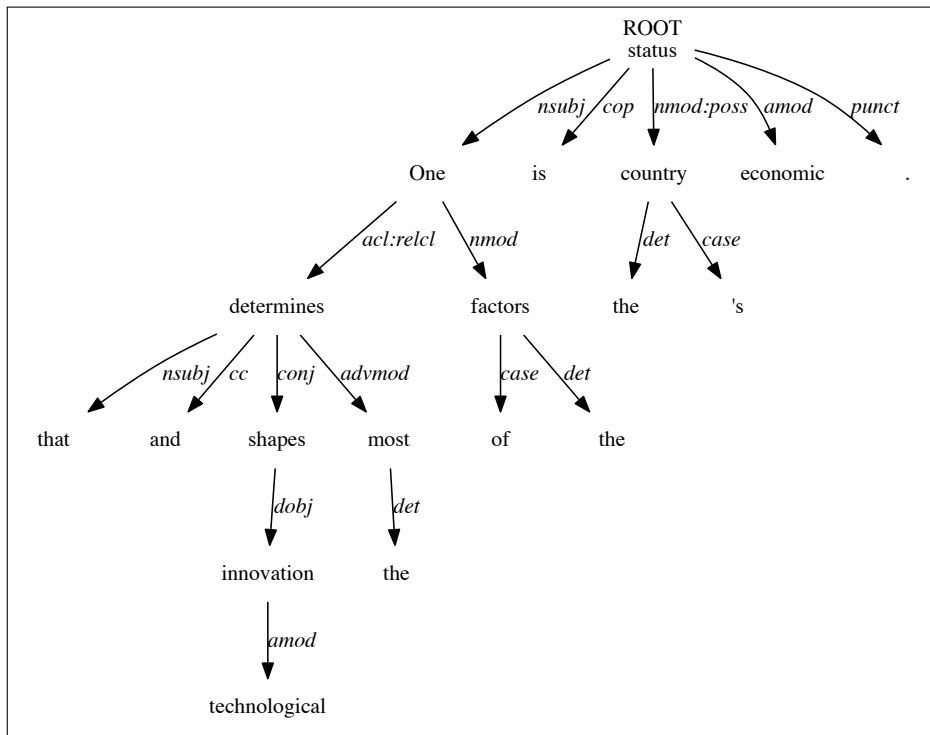 ROOT
status
nsubj cop nmod:poss amod punct
One is country economic .
acl:relcl nmod det case
determines factors the 's
nsubj cc conj advmod case det
that and shapes most of the
dobj det
innovation the
amod
technological